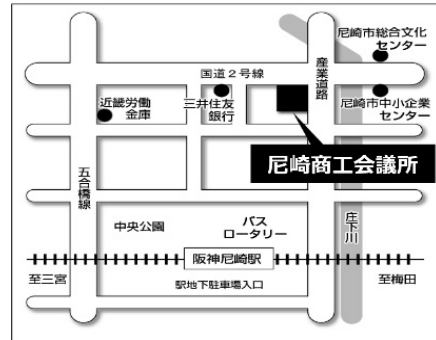 尼崎市総合文化
センター
国道2号線
産業道路
近畿労働
金庫
三井住友
銀行
尼崎市中小企業
センター
尼崎商工会議所
五合橋線
中央公園
バス
ロータリー
庄下川
阪神尼崎駅
至三宮
駅地下駐車場入口
至梅田